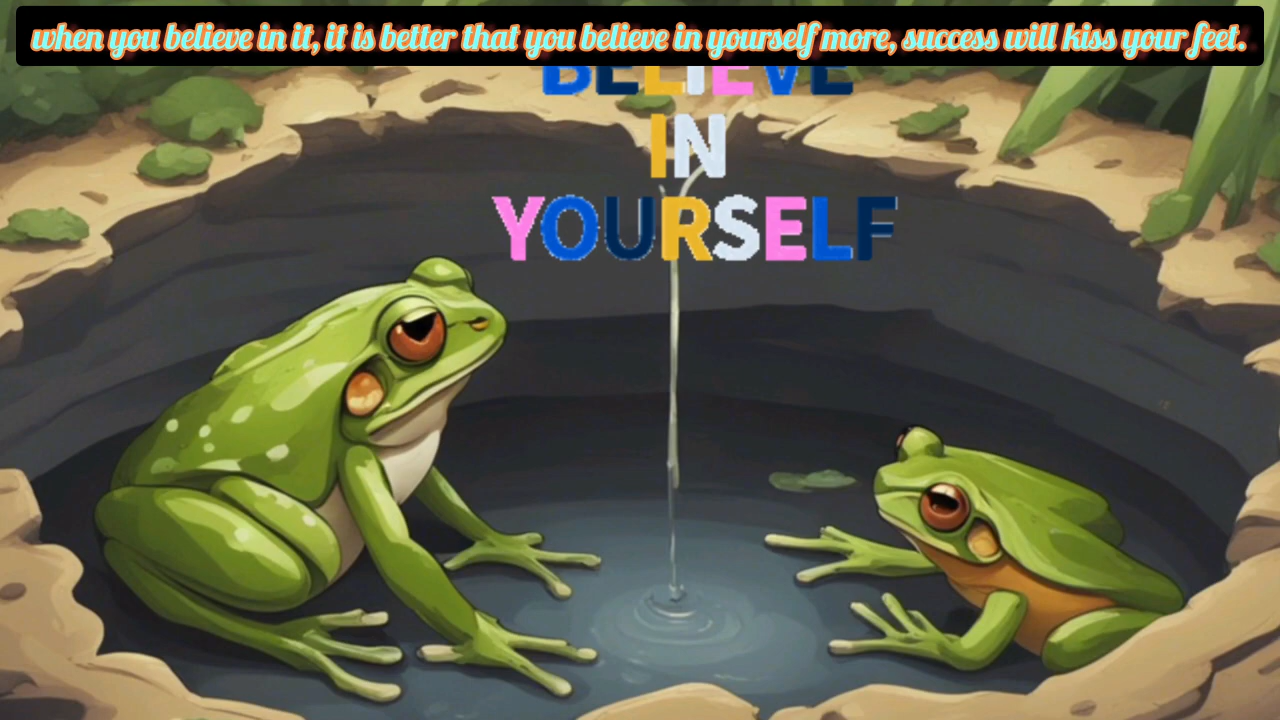 when you believe in it, it is better that you believe in yourself more, success will kiss your feet.
BELIEVE
IN
YOURSELF